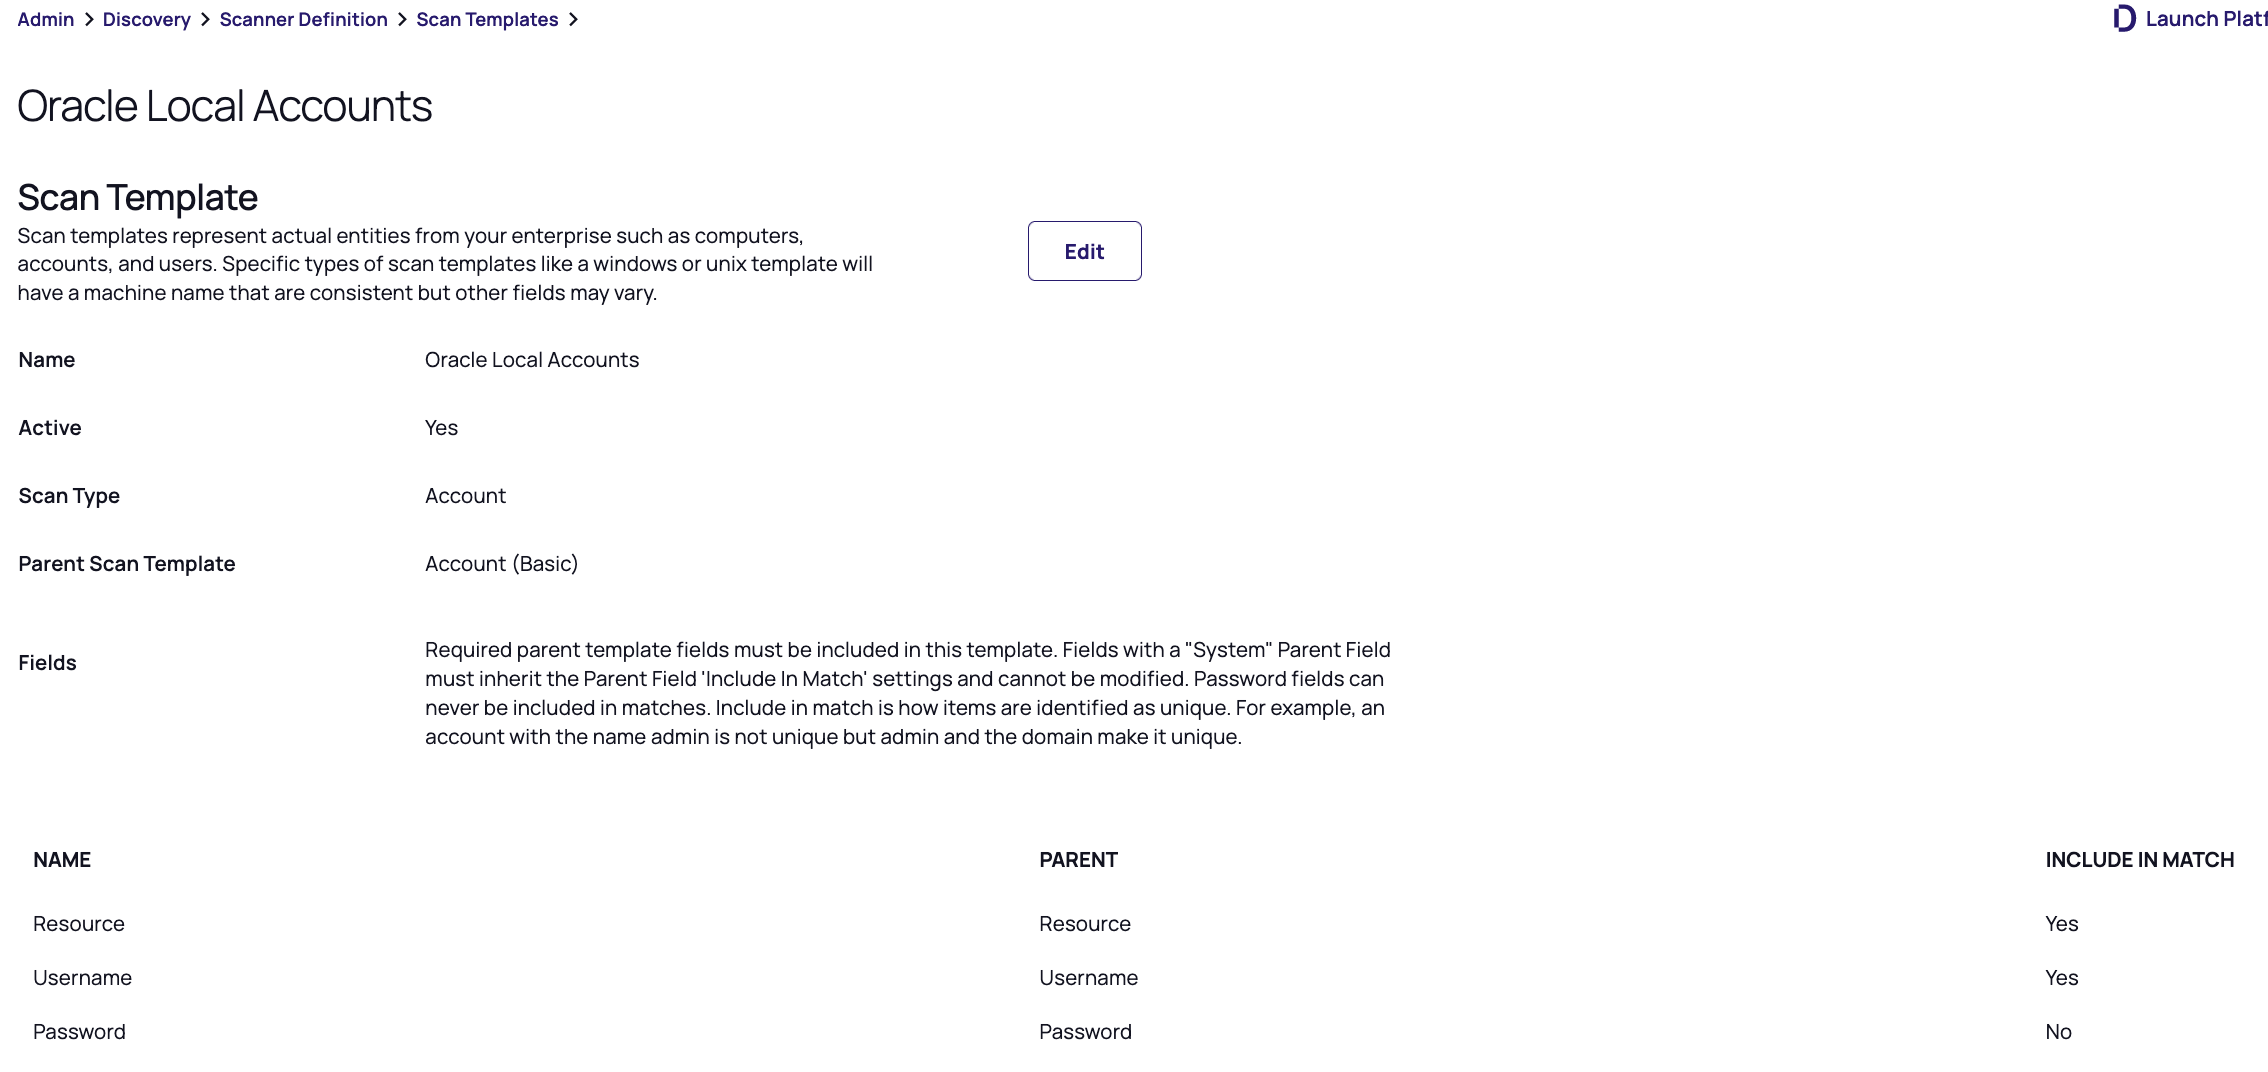 Admin > Discovery > Scanner Definition > Scan Templates >
Launch Platf
Oracle Local Accounts
Scan Template
Scan templates represent actual entities from your enterprise such as computers,
accounts, and users. Specific types of scan templates like a windows or unix template will
have a machine name that are consistent but other fields may vary.
Edit
Name Oracle Local Accounts
Active Yes
Scan Type Account
Parent Scan Template Account (Basic)
Fields
Required parent template fields must be included in this template. Fields with a "System" Parent Field
must inherit the Parent Field 'Include In Match' settings and cannot be modified. Password fields can
never be included in matches. Include in match is how items are identified as unique. For example, an
account with the name admin is not unique but admin and the domain make it unique.
NAME PARENT INCLUDE IN MATCH
Resource Resource Yes
Username Username Yes
Password Password No